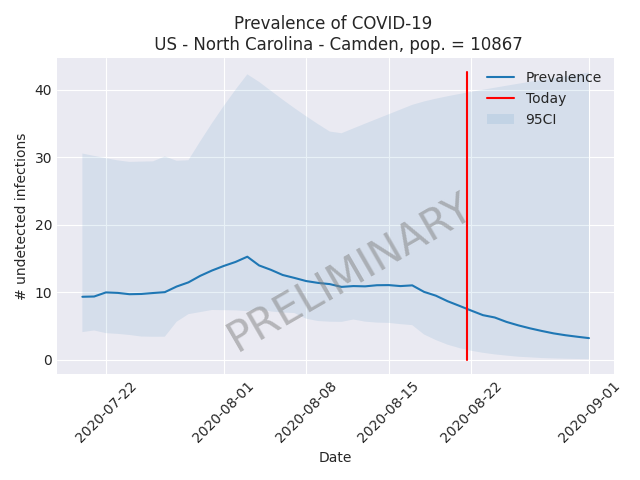 Prevalence of COVID-19
US - North Carolina - Camden, pop. = 10867
# undetected infections
40
30
20
10
0
Prevalence
Today
95CI
PRELIMINARY
2020-07-22
2020-08-01
2020-08-08
2020-08-15
2020-08-22
2020-09-01
Date